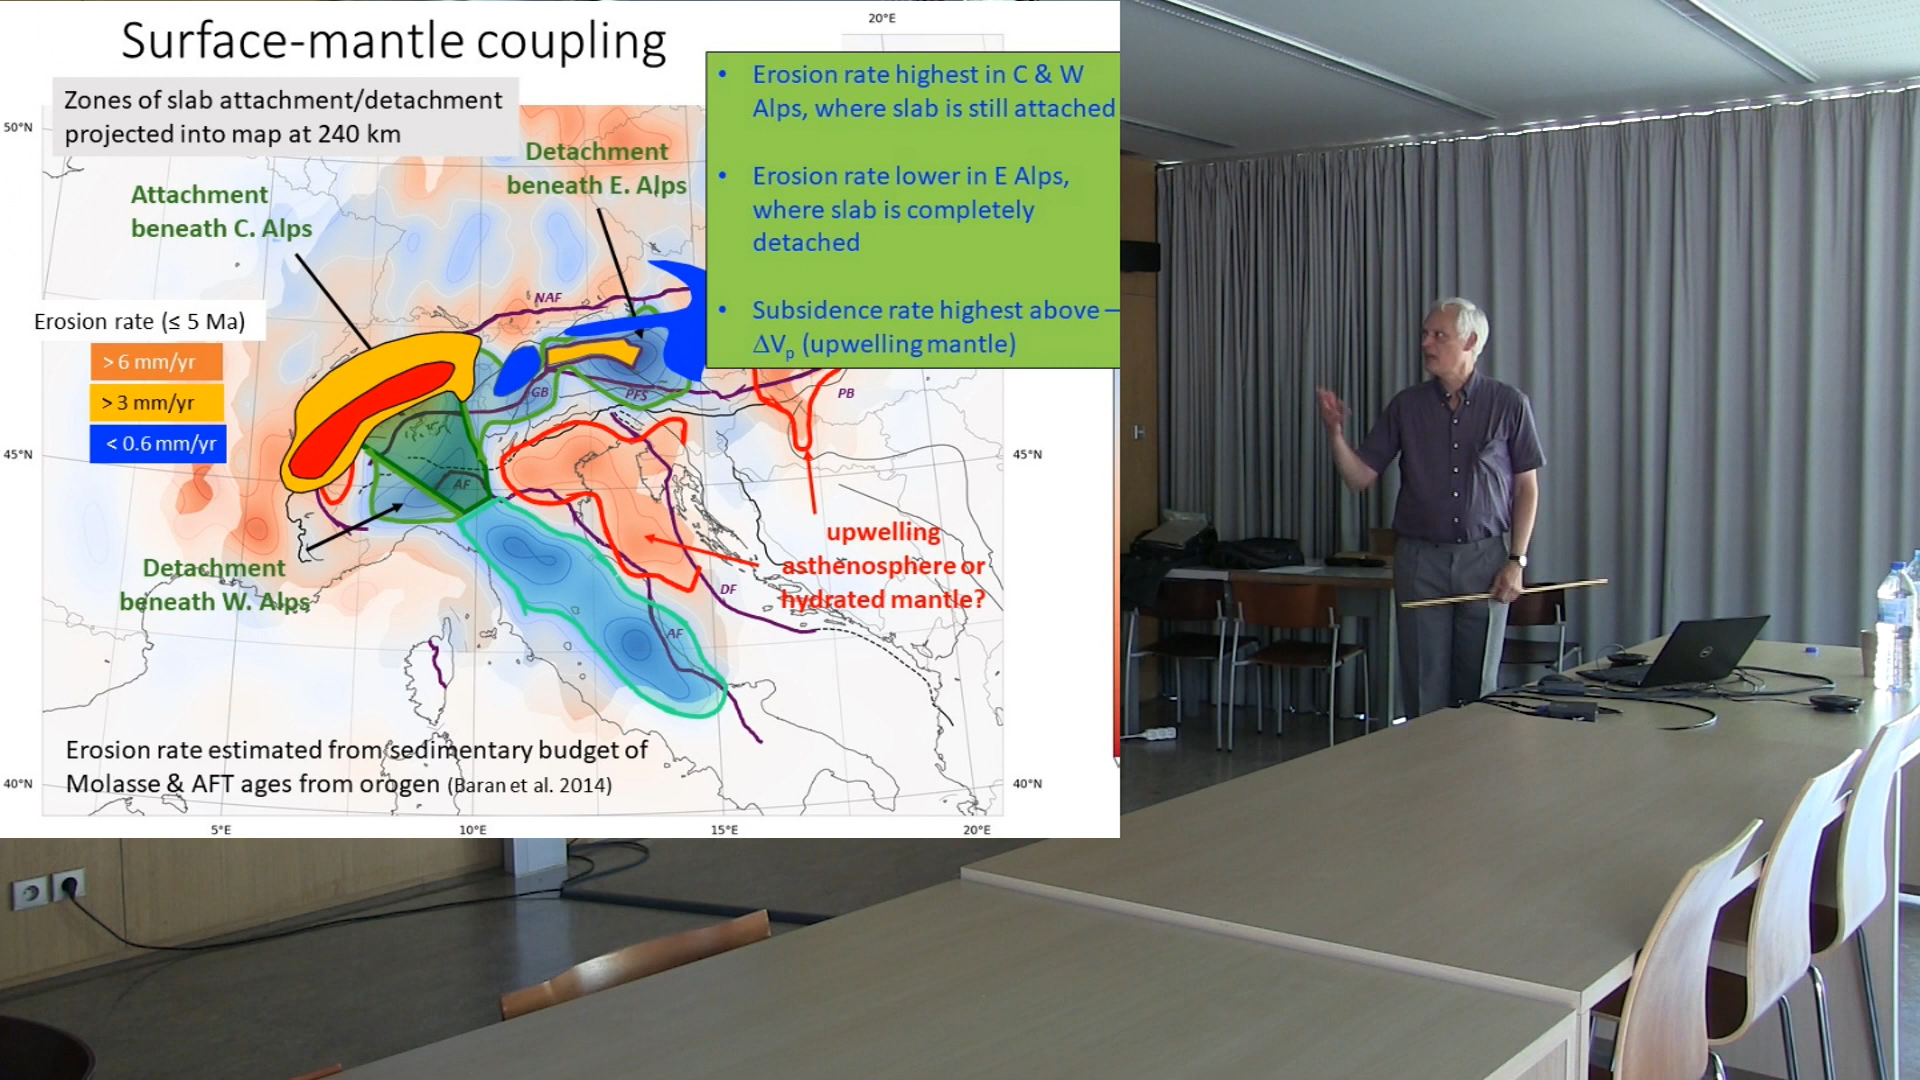 Surface-mantle coupling
Zones of slab attachment/detachment
projected into map at 240 km
20°E
50°N
Detachment
beneath E. Alps
Attachment
beneath C. Alps
• Erosion rate highest in C & W
Alps, where slab is still attached
• Erosion rate lower in E Alps,
where slab is completely
detached
• Subsidence rate highest above –
ΔVp (upwelling mantle)
Erosion rate (≤ 5 Ma)
> 6 mm/yr
> 3 mm/yr
< 0.6 mm/yr
NAF
GB
PFS
PB
45°N
45°N
AF
upwelling
asthenosphere or
hydrated mantle?
Detachment
beneath W. Alps
DF
AF
Erosion rate estimated from sedimentary budget of
Molasse & AFT ages from orogen (Baran et al. 2014)
40°N
40°N
5°E
10°E
15°E
20°E
DELL